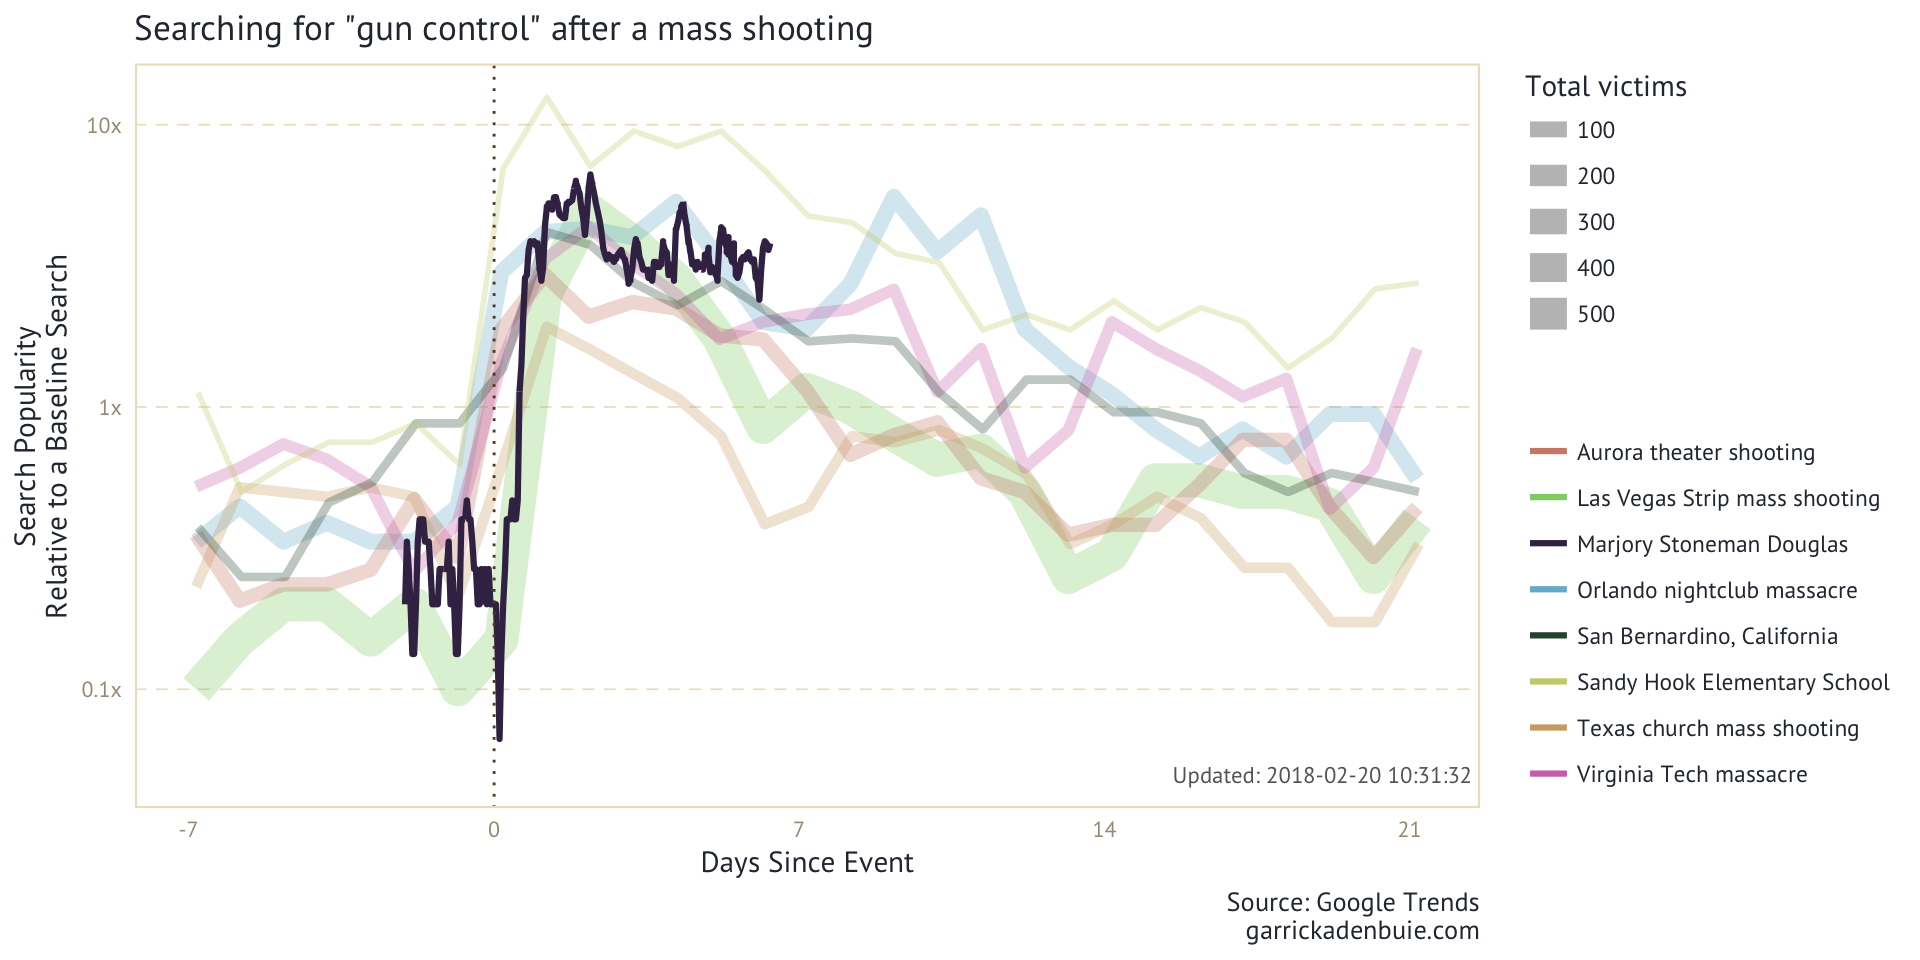 Searching for "gun control" after a mass shooting
Search Popularity
Relative to a Baseline Search
10x
1x
0.1x
Updated: 2018-02-20 10:31:32
-7
0
7
14
21
Days Since Event
Total victims
100
200
300
400
500
Aurora theater shooting
Las Vegas Strip mass shooting
Marjory Stoneman Douglas
Orlando nightclub massacre
San Bernardino, California
Sandy Hook Elementary School
Texas church mass shooting
Virginia Tech massacre
Source: Google Trends
garrickadenbuie.com